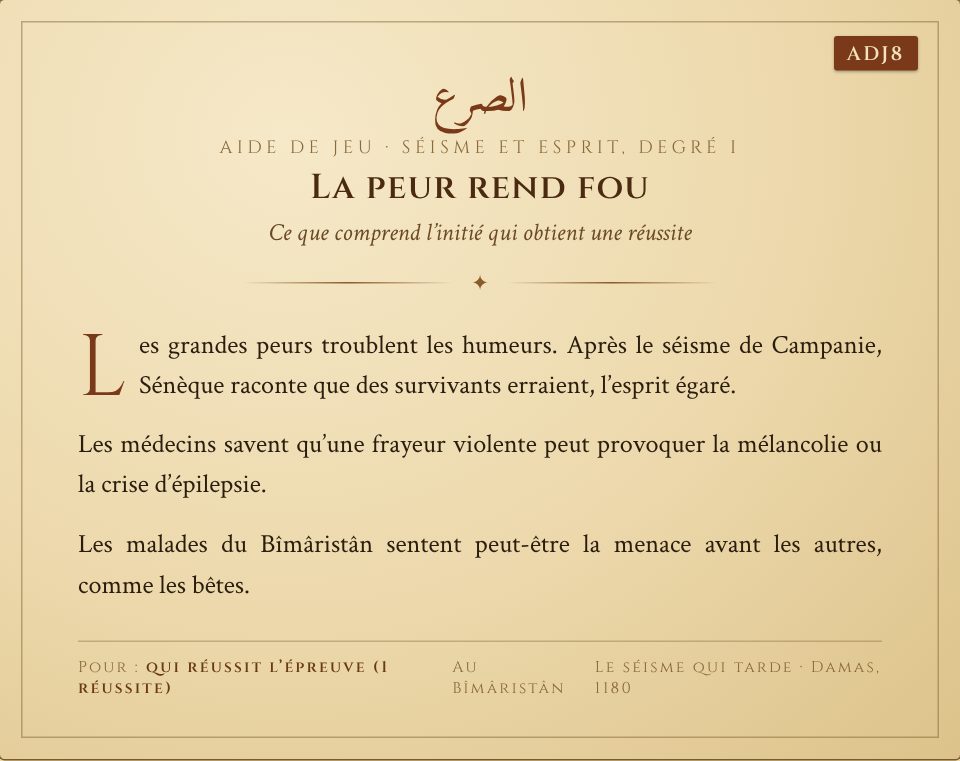 ADJ8
الصرع
AIDE DE JEU · SÉISME ET ESPRIT, DEGRÉ I
LA PEUR REND FOU
Ce que comprend l’initié qui obtient une réussite
Les grandes peurs troublent les humeurs. Après le séisme de Campanie,
Sénèque raconte que des survivants erraient, l’esprit égaré.
Les médecins savent qu’une frayeur violente peut provoquer la mélancolie ou
la crise d’épilepsie.
Les malades du Bîmâristân sentent peut-être la menace avant les autres,
comme les bêtes.
POUR : QUI RÉUSSIT L’ÉPREUVE (1
RÉUSSITE)
AU
BÎMÂRISTÂN
LE SÉISME QUI TARDE · DAMAS,
1180